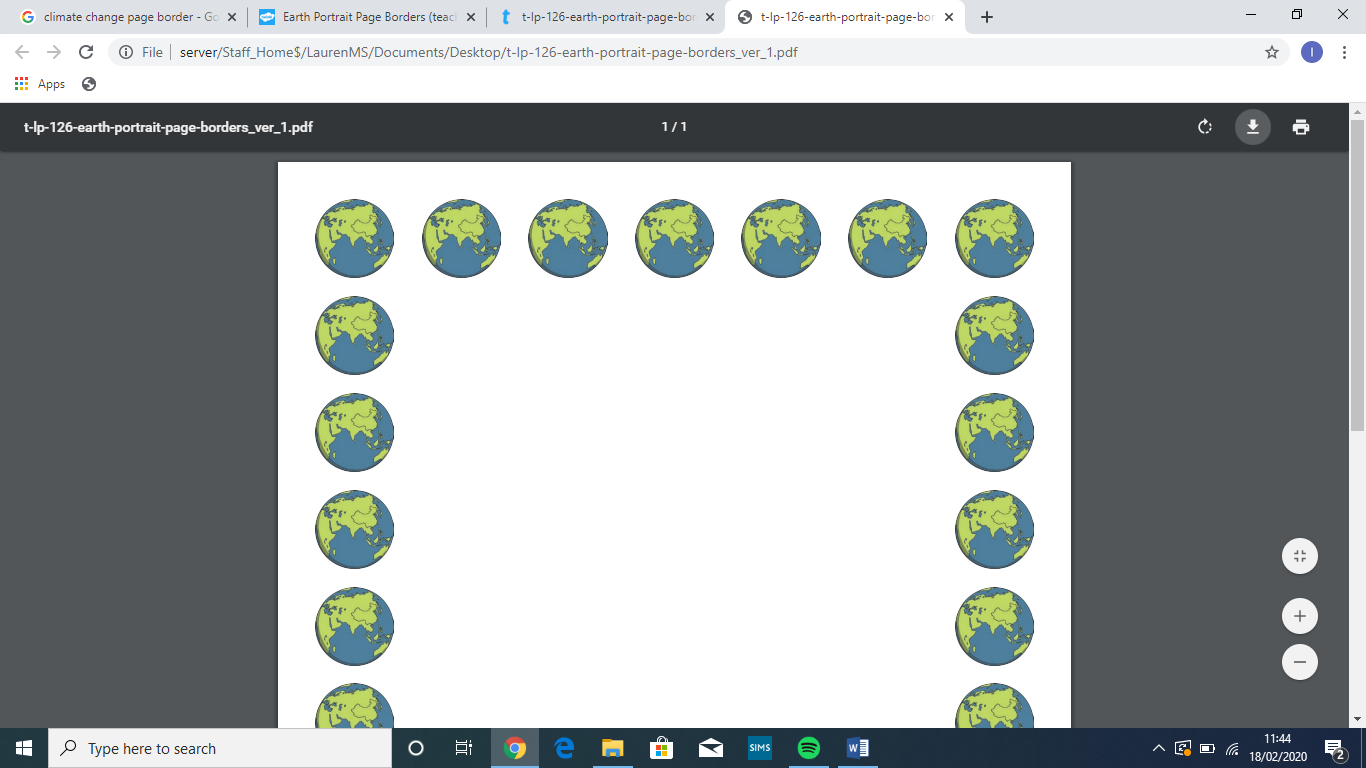 climate change page border - Go
Earth Portrait Page Borders (teac
t-lp-126-earth-portrait-page-bor
t-lp-126-earth-portrait-page-bor
File
server/Staff_Home$/LaurenMS/Documents/Desktop/t-lp-126-earth-portrait-page-borders_ver_1.pdf
I
Apps
t-lp-126-earth-portrait-page-borders_ver_1.pdf
1 / 1
Type here to search
SIMS
11:44
18/02/2020
2